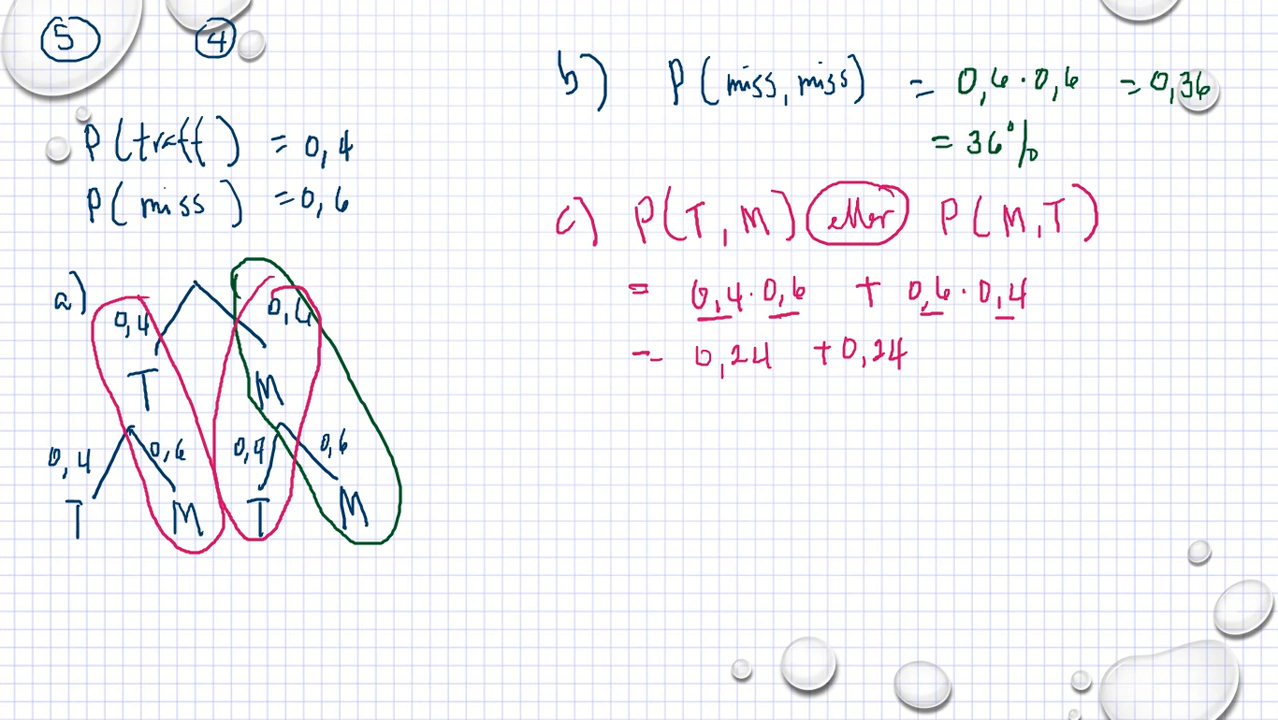 5 4
P(träff) = 0,4
P(miss) = 0,6
a)
0,4 0,6
T M
0,4 0,6 0,4 0,6
T M T M
b) P(miss, miss) = 0,6 · 0,6 = 0,36
= 36%
c) P(T, M) eller P(M, T)
= 0,4 · 0,6 + 0,6 · 0,4
= 0,24 + 0,24